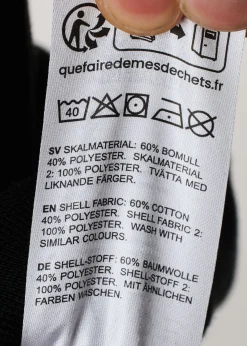 quefairedemesdechets.fr
40
SV SKALMATERIAL: 60% BOMULL
40% POLYESTER. SKALMATERIAL
2: 100% POLYESTER. TVÄTTA MED
LIKNANDE FÄRGER.
EN SHELL FABRIC: 60% COTTON
40% POLYESTER. SHELL FABRIC 2:
100% POLYESTER. WASH WITH
SIMILAR COLOURS.
DE SHELL-STOFF: 60% BAUMWOLLE
40% POLYESTER. SHELL-STOFF 2:
100% POLYESTER. MIT ÄHNLICHEN
FARBEN WASCHEN.